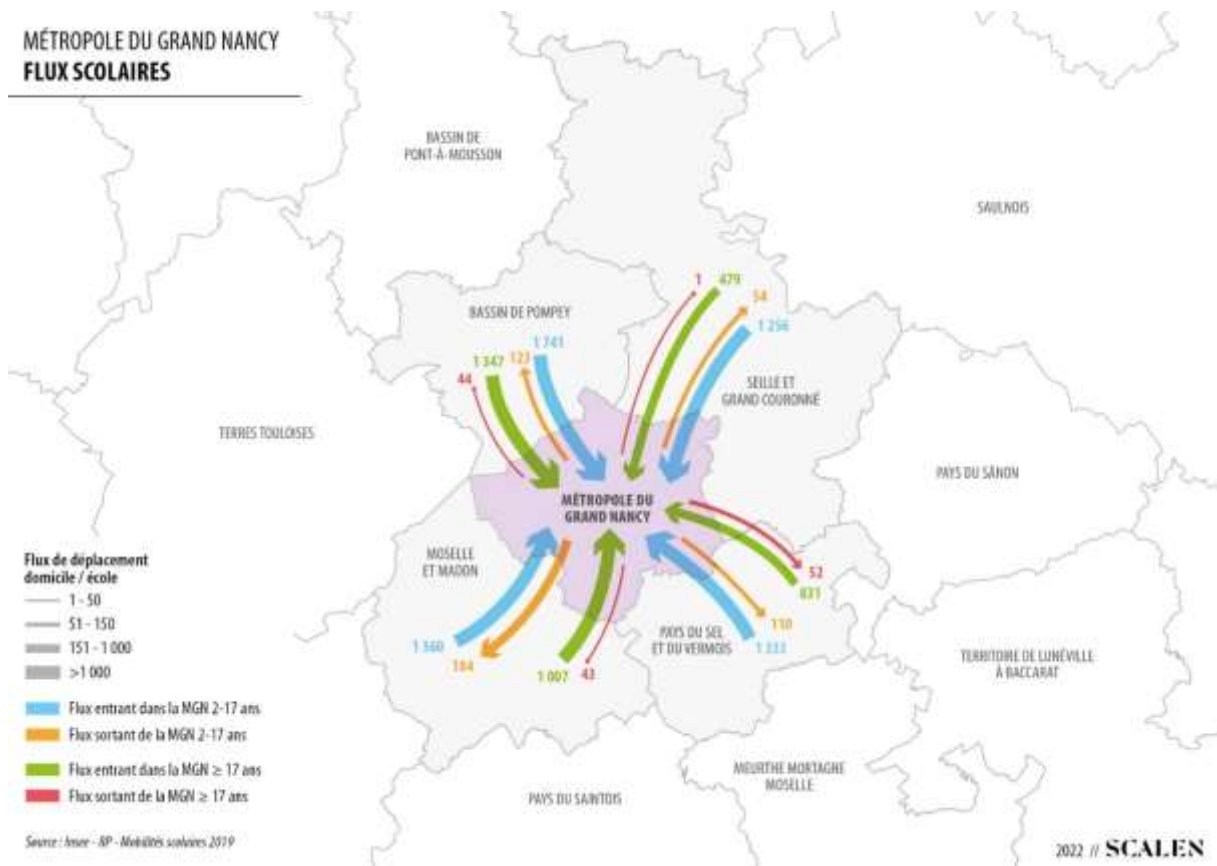 MÉTROPOLE DU GRAND NANCY
FLUX SCOLAIRES
BASSIN DE
PONT-À-MOUSSON
SAULNOIS
BASSIN DE POMPEY
1
479
54
1 256
1 741
123
1 347
44
SEILLE ET
GRAND COURONNÉ
TERRES TOULOISES
PAYS DU SÂNON
MÉTROPOLE DU
GRAND NANCY
MOSELLE
ET MADON
52
831
110
1 333
PAYS DU SEL
ET DU VERMOIS
1 560
384
1 007
43
TERRITOIRE DE LUNÉVILLE
À BACCARAT
MEURTHE MORTAGNE
MOSELLE
PAYS DU SAINTOIS
Flux de déplacement
domicile / école
1 - 50
51 - 150
151 - 1 000
>1 000
Flux entrant dans la MGN 2-17 ans
Flux sortant de la MGN 2-17 ans
Flux entrant dans la MGN ≥ 17 ans
Flux sortant de la MGN ≥ 17 ans
Source : Insee - RP - Mobilités scolaires 2019
2022 // SCALEN